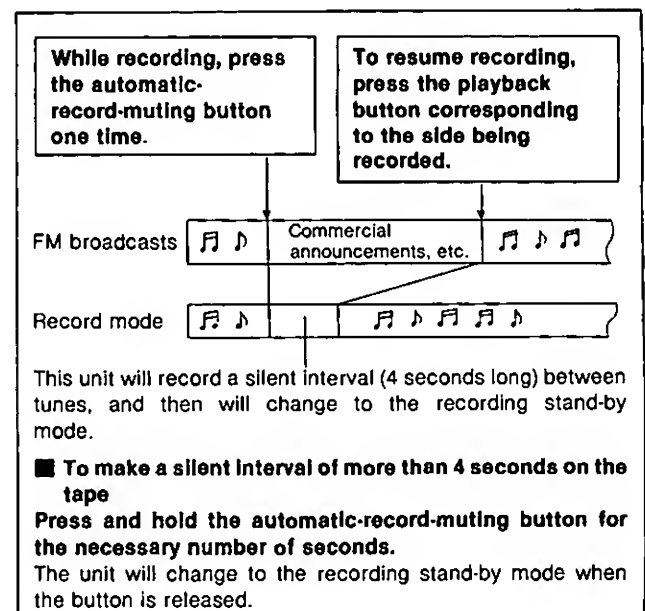 While recording, press
the automatic-
record-muting button
one time.
To resume recording,
press the playback
button corresponding
to the side being
recorded.
FM broadcasts
Commercial
announcements, etc.
Record mode
This unit will record a silent interval (4 seconds long) between
tunes, and then will change to the recording stand-by
mode.
■ To make a silent interval of more than 4 seconds on the
tape
Press and hold the automatic-record-muting button for
the necessary number of seconds.
The unit will change to the recording stand-by mode when
the button is released.